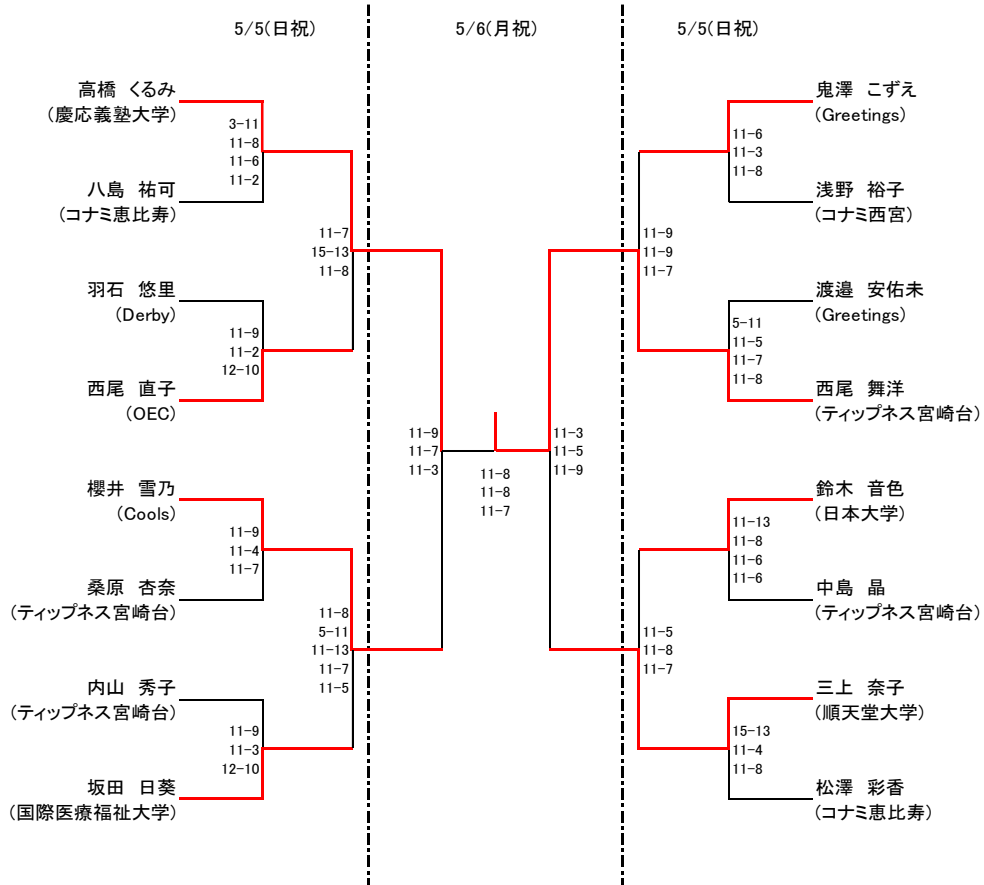 5/5(日祝)
5/6(月祝)
5/5(日祝)
高橋 くるみ
(慶応義塾大学)
3-11
11-8
11-6
11-2
八島 祐可
(コナミ恵比寿)
11-7
15-13
11-8
羽石 悠里
(Derby)
11-9
11-2
12-10
西尾 直子
(OEC)
11-9
11-7
11-3
櫻井 雪乃
(Cools)
11-9
11-4
11-7
桑原 杏奈
(ティップネス宮崎台)
11-8
5-11
11-13
11-7
11-5
内山 秀子
(ティップネス宮崎台)
11-9
11-3
12-10
坂田 日葵
(国際医療福祉大学)
11-8
11-8
11-7
鬼澤 こずえ
(Greetings)
11-6
11-3
11-8
浅野 裕子
(コナミ西宮)
11-9
11-9
11-7
渡邉 安佑未
(Greetings)
5-11
11-5
11-7
11-8
西尾 舞洋
(ティップネス宮崎台)
11-3
11-5
11-9
鈴木 音色
(日本大学)
11-13
11-8
11-6
11-6
中島 晶
(ティップネス宮崎台)
11-5
11-8
11-7
三上 奈子
(順天堂大学)
15-13
11-4
11-8
松澤 彩香
(コナミ恵比寿)